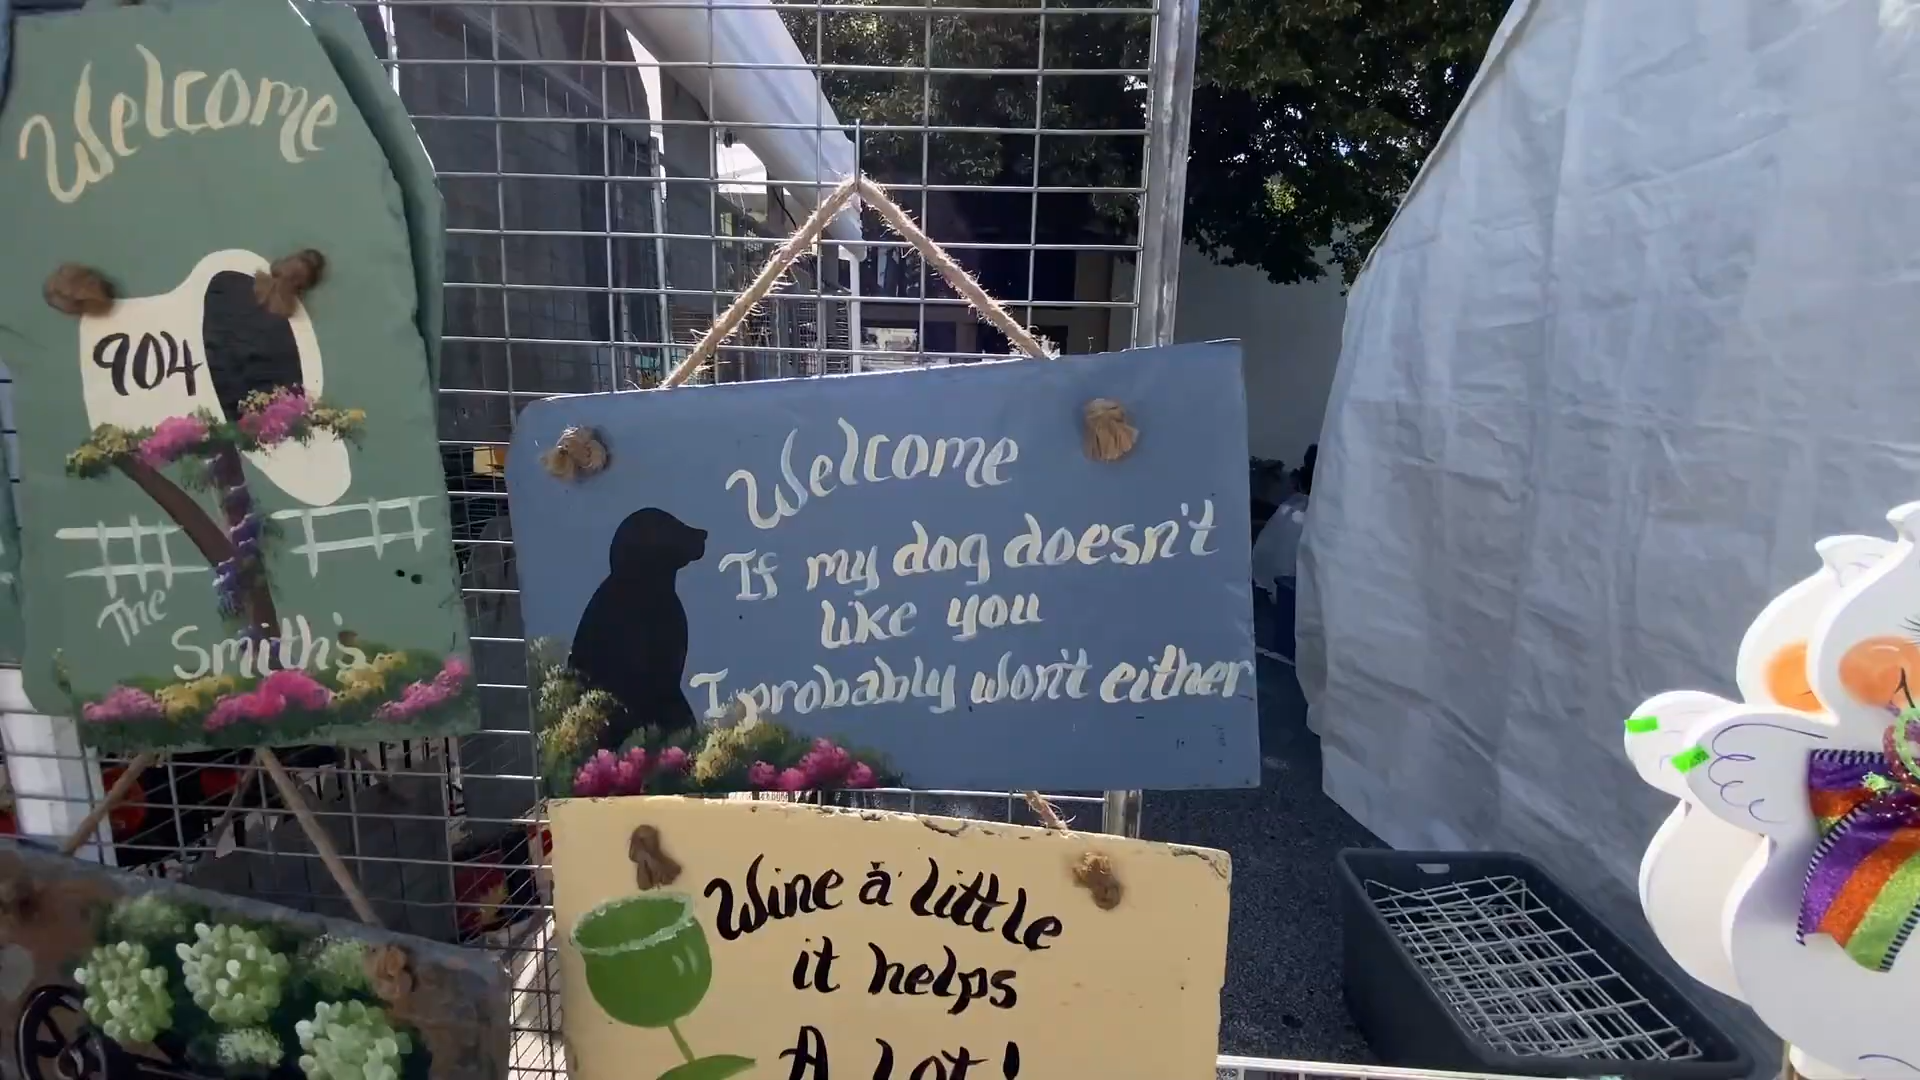 Welcome
904
The
Smith's
Welcome
If my dog doesn't
like you
I probably won't either
Wine a little
it helps
A Lot!